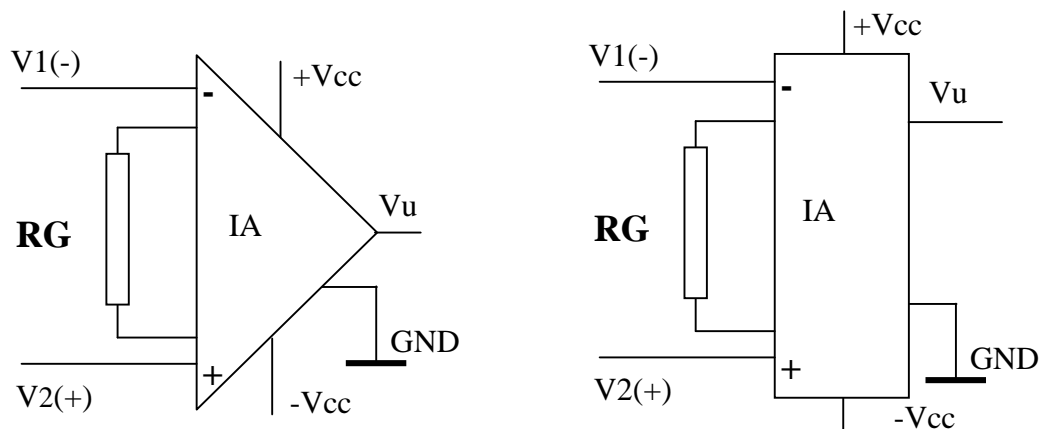 V1(-)
-
+Vcc
RG
IA
Vu
GND
+
V2(+)
-Vcc
+Vcc
V1(-)
-
Vu
RG
IA
GND
+
V2(+)
-Vcc